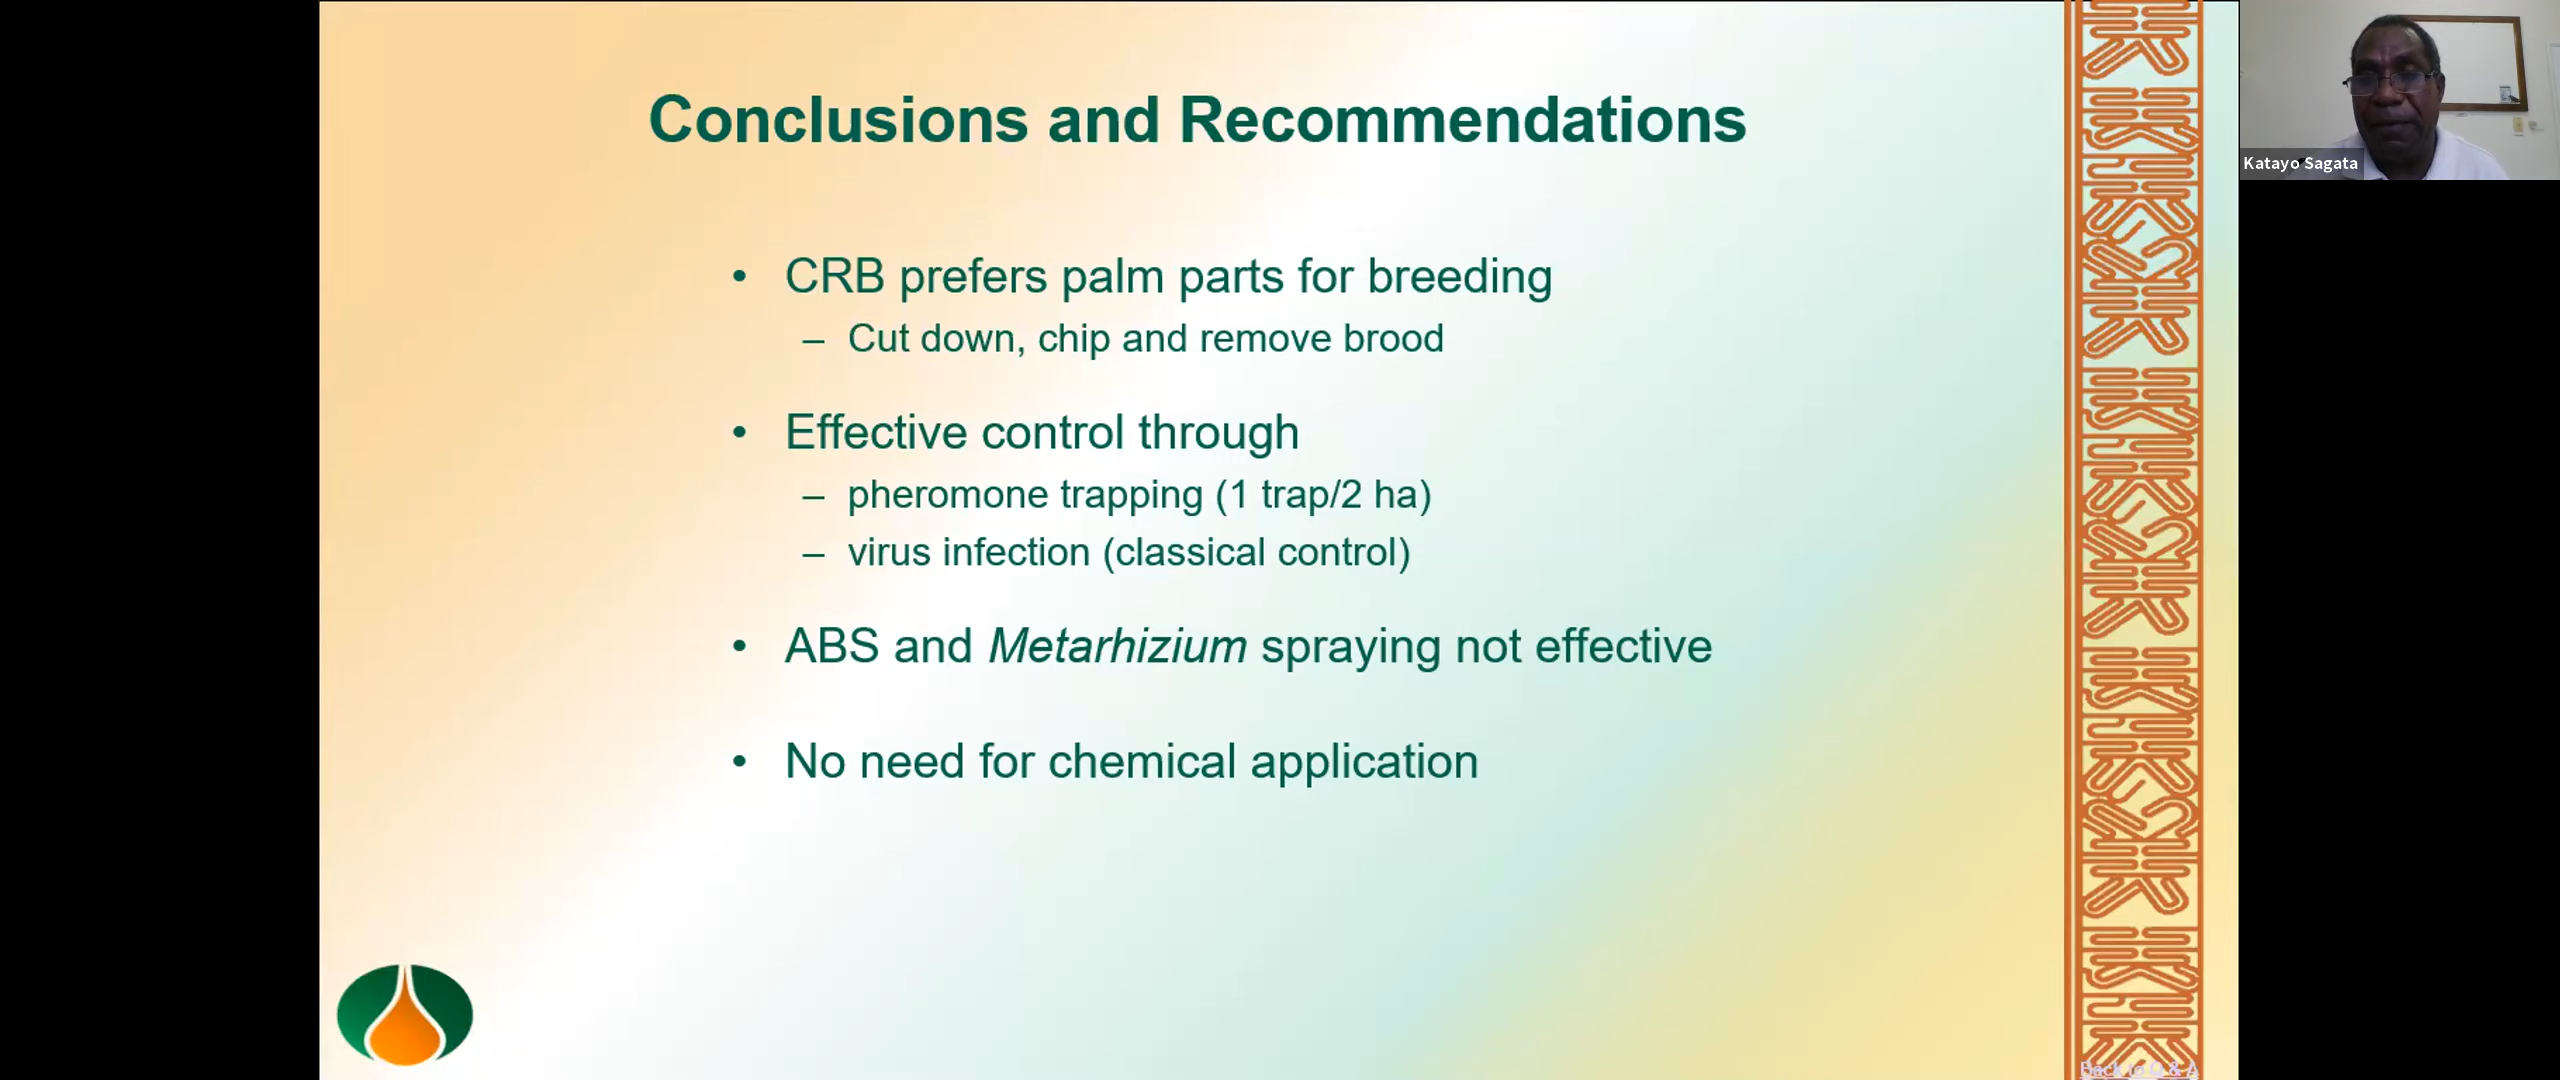 Conclusions and Recommendations
• CRB prefers palm parts for breeding
– Cut down, chip and remove brood
• Effective control through
– pheromone trapping (1 trap/2 ha)
– virus infection (classical control)
• ABS and Metarhizium spraying not effective
• No need for chemical application
Katayo Sagata
Back to Q & A